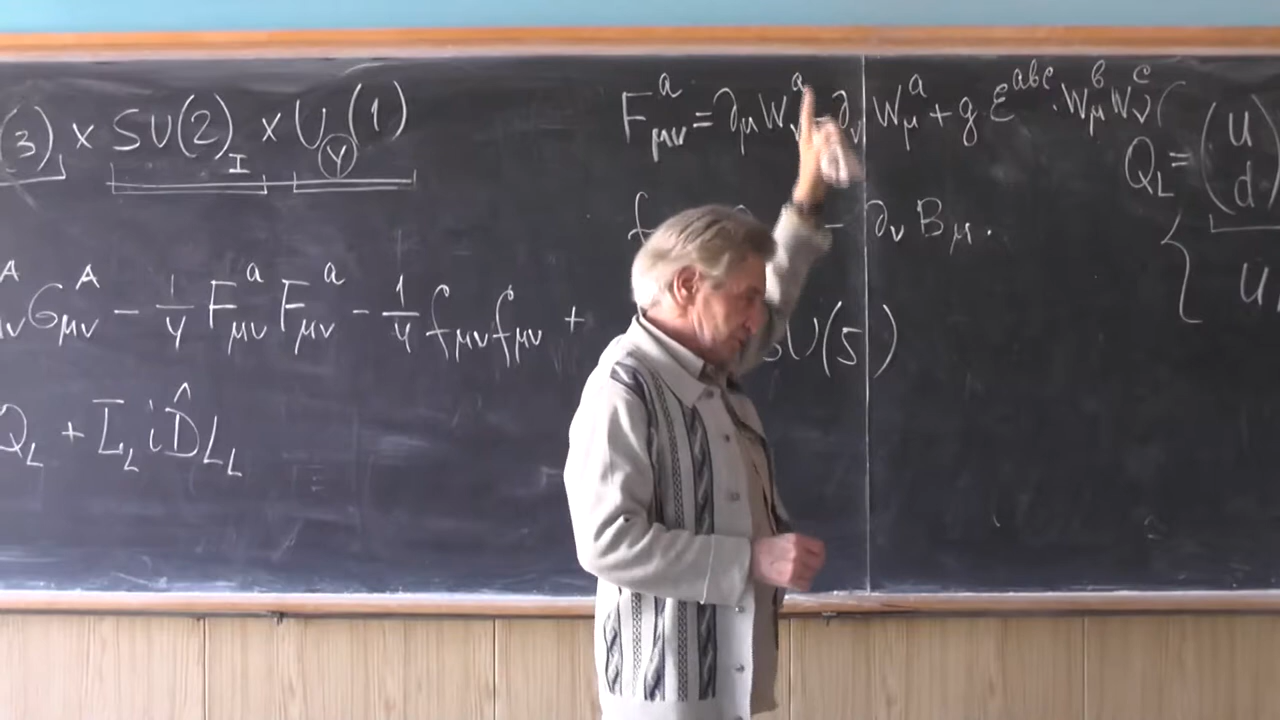 3) × SU(2)_I × U_Y(1)
F^a_μν = ∂_μ W^a_ν - ∂_ν W^a_μ + g ε^abc · W^b_μ W^c_ν (
Q_L = (u d
f - ∂_ν B_μ .
{ u
^A_μν G^A_μν - 1/4 F^a_μν F^a_μν - 1/4 f_μν f_μν +
SU(5)
Q_L + L̄_L i D̂ L_L